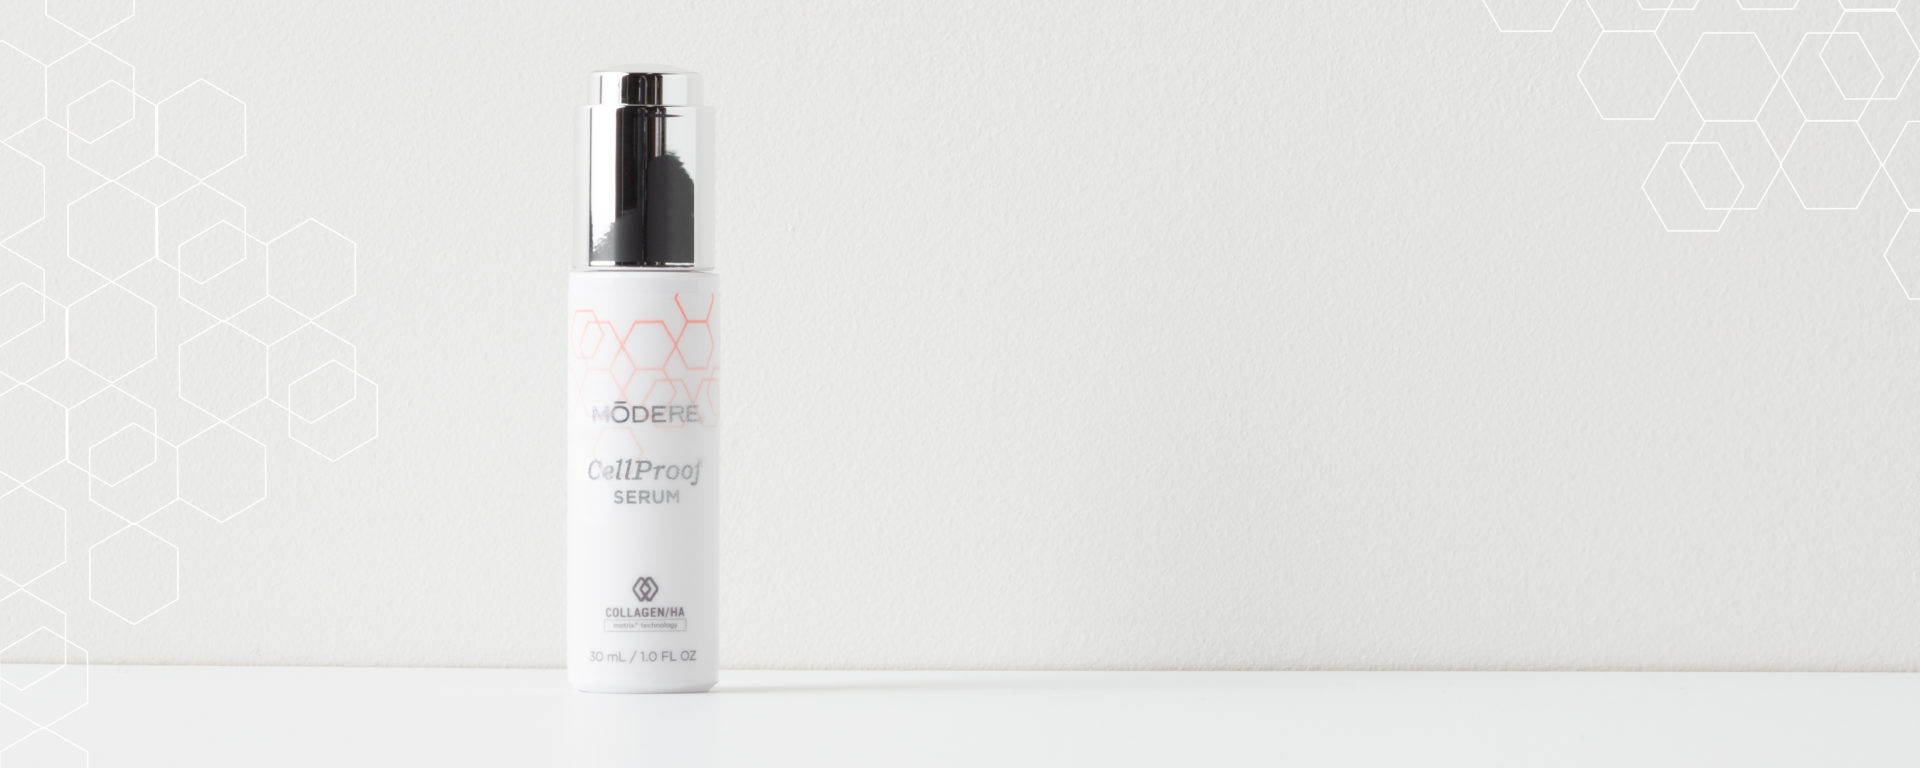 MŌDERE
CellProof
SERUM
COLLAGEN/HA
matrix® technology
30 mL / 1.0 FL OZ